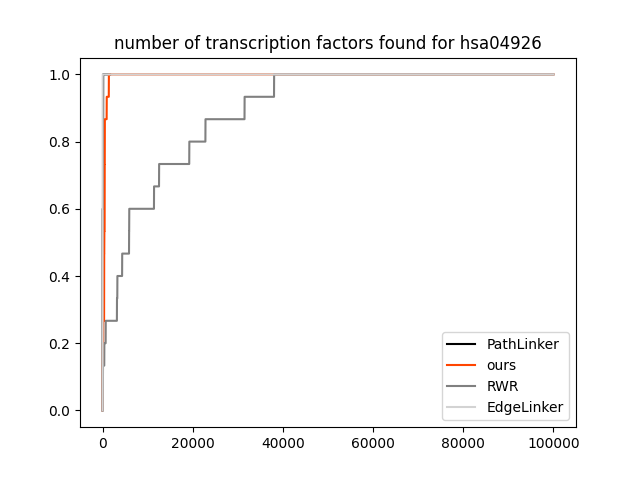 number of transcription factors found for hsa04926
1.0
0.8
0.6
0.4
0.2
0.0
0
20000
40000
60000
80000
100000
PathLinker
ours
RWR
EdgeLinker